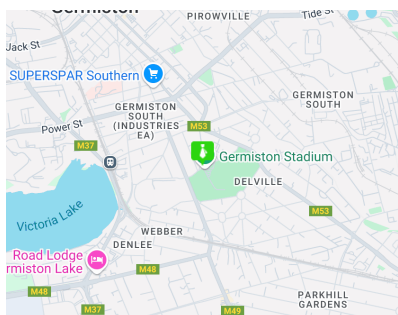 Germiston
PIROWVILLE
Tide St
Jack St
SUPERSPAR Southern
GERMISTON
SOUTH
(INDUSTRIES
EA)
GERMISTON
SOUTH
Power St
M53
M37
Germiston Stadium
DELVILLE
M53
Victoria Lake
WEBBER
DENLEE
Road Lodge
rmiston Lake
M48
M48
M37
M49
PARKHILL
GARDENS